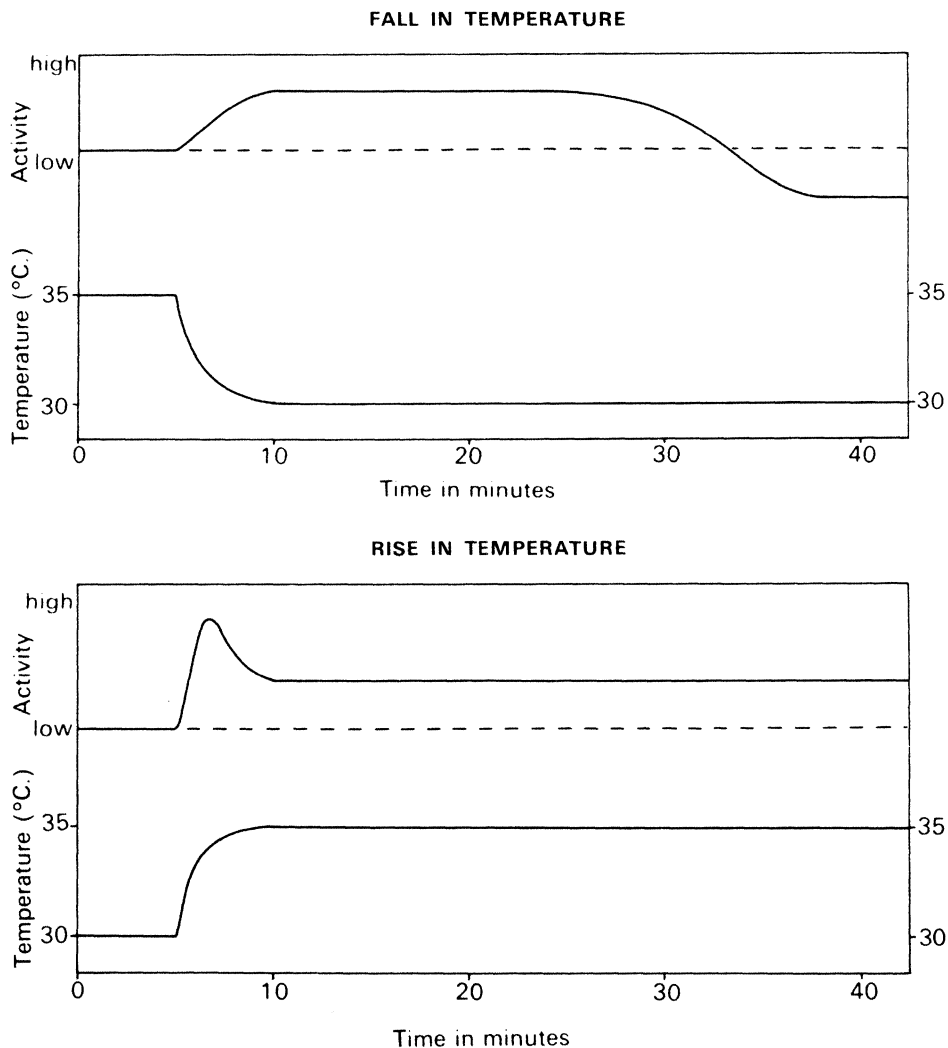 FALL IN TEMPERATURE
high
Activity
low
Temperature (°C.)
35
35
30
30
0
10
20
30
40
Time in minutes
RISE IN TEMPERATURE
high
Activity
low
Temperature (°C.)
35
35
30
30
0
10
20
30
40
Time in minutes